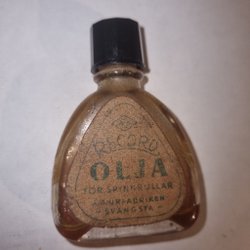 RECORD
OLJA
FÖR SPINNRULLAR
A.B. URFABRIKEN
SVÄNGSTA